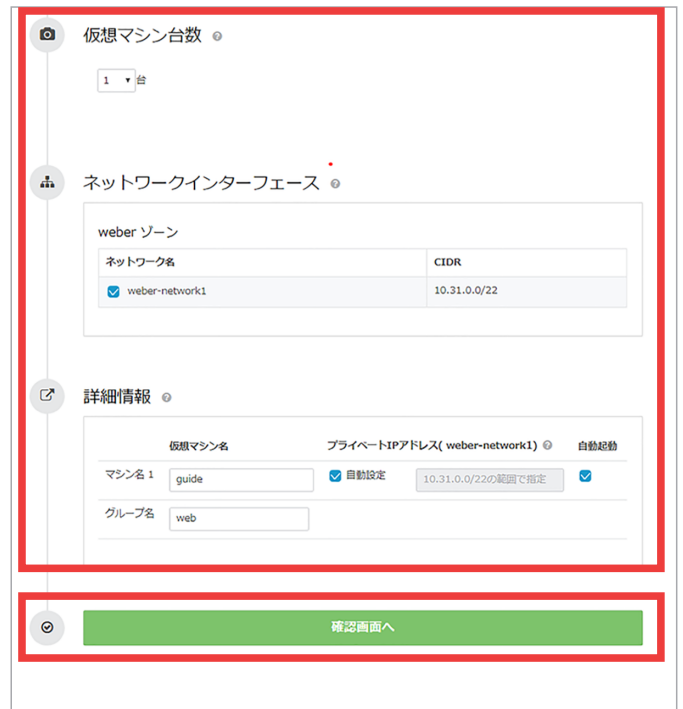 仮想マシン台数
1 台
ネットワークインターフェース
weber ゾーン
ネットワーク名 CIDR
weber-network1 10.31.0.0/22
詳細情報
仮想マシン名 プライベートIPアドレス( weber-network1) 自動起動
マシン名 1 guide 自動設定 10.31.0.0/22の範囲で指定
グループ名 web
確認画面へ